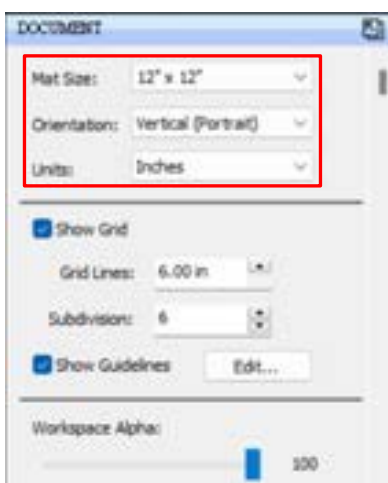 DOCUMENT
Mat Size: 12" x 12"
Orientation: Vertical (Portrait)
Units: Inches
Show Grid
Grid Lines: 6.00 in
Subdivision: 6
Show Guidelines Edit...
Workspace Alpha:
100